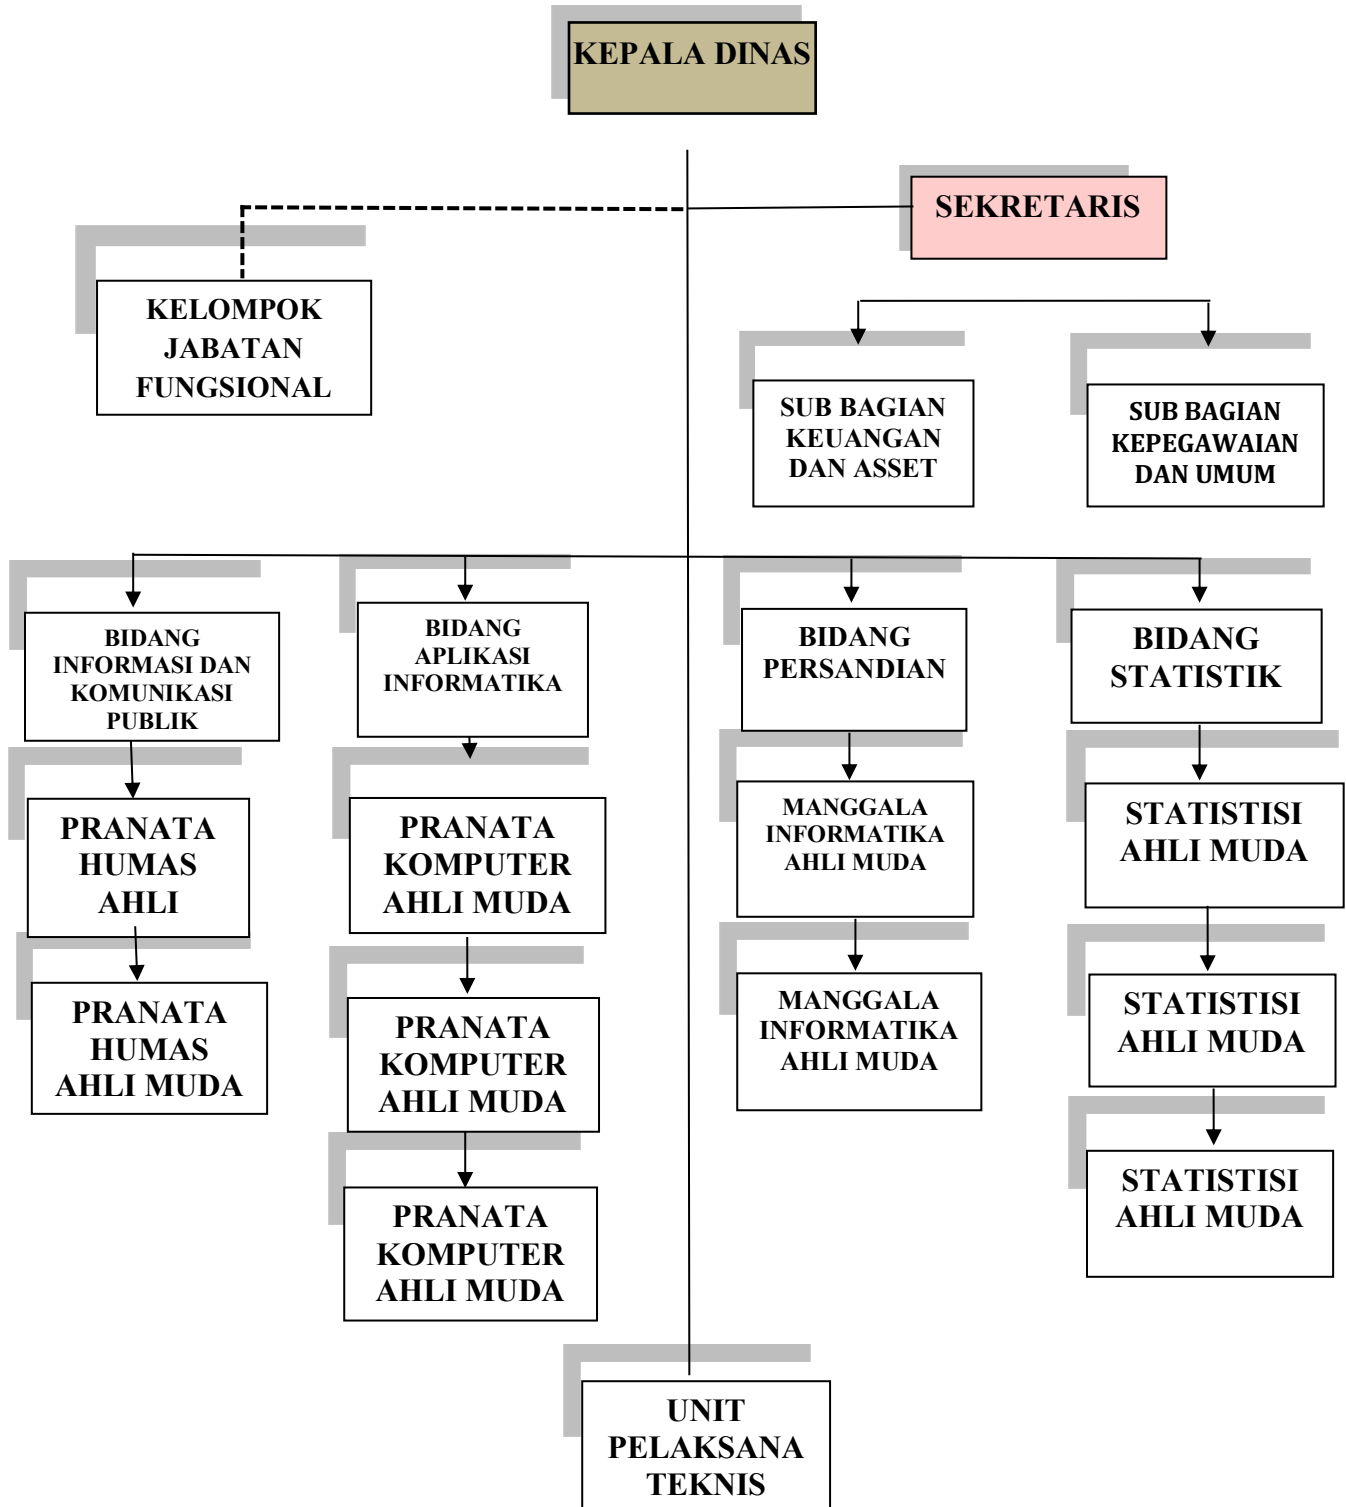 KEPALA DINAS
SEKRETARIS
KELOMPOK
JABATAN
FUNGSIONAL
SUB BAGIAN
KEUANGAN
DAN ASSET
SUB BAGIAN
KEPEGAWAIAN
DAN UMUM
BIDANG
INFORMASI DAN
KOMUNIKASI
PUBLIK
BIDANG
APLIKASI
INFORMATIKA
BIDANG
PERSANDIAN
BIDANG
STATISTIK
PRANATA
HUMAS
AHLI
PRANATA
KOMPUTER
AHLI MUDA
MANGGALA
INFORMATIKA
AHLI MUDA
STATISTISI
AHLI MUDA
PRANATA
HUMAS
AHLI MUDA
PRANATA
KOMPUTER
AHLI MUDA
MANGGALA
INFORMATIKA
AHLI MUDA
STATISTISI
AHLI MUDA
PRANATA
KOMPUTER
AHLI MUDA
STATISTISI
AHLI MUDA
UNIT
PELAKSANA
TEKNIS